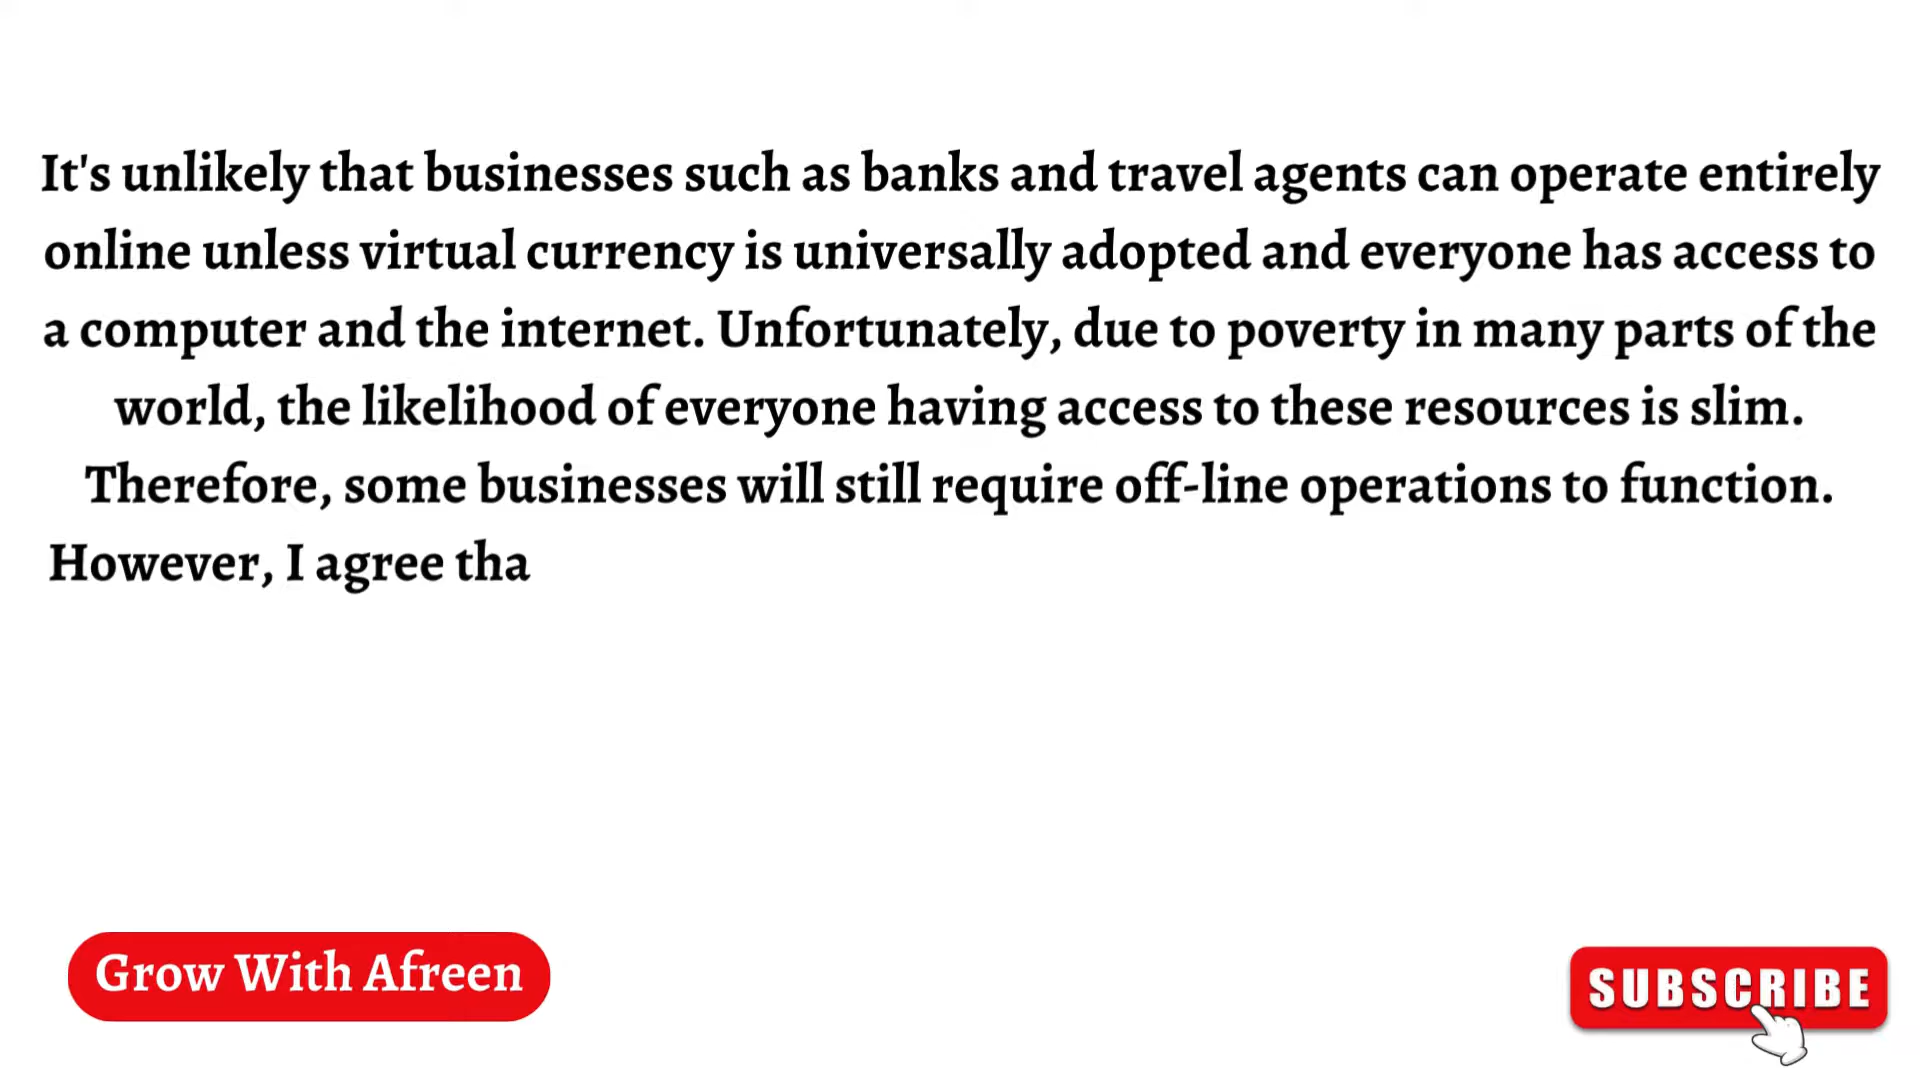 It's unlikely that businesses such as banks and travel agents can operate entirely
online unless virtual currency is universally adopted and everyone has access to
a computer and the internet. Unfortunately, due to poverty in many parts of the
world, the likelihood of everyone having access to these resources is slim.
Therefore, some businesses will still require off-line operations to function.
However, I agree tha
Grow With Afreen
SUBSCRIBE